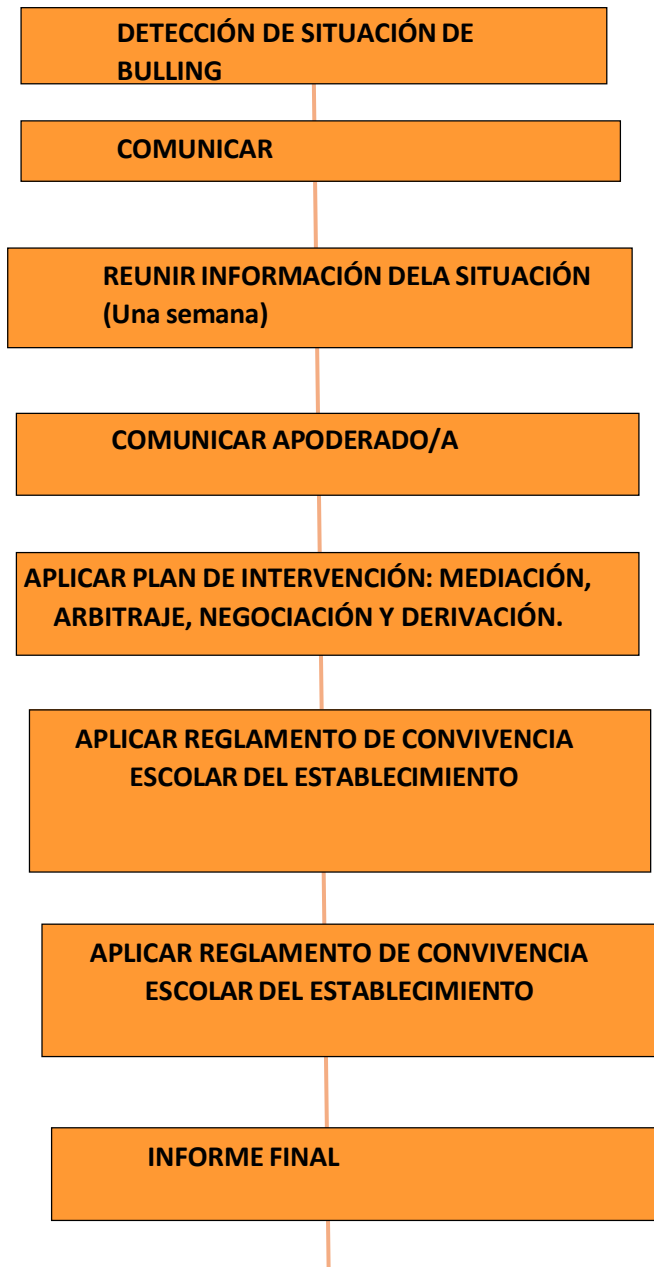 DETECCIÓN DE SITUACIÓN DE
BULLING
COMUNICAR
REUNIR INFORMACIÓN DELA SITUACIÓN
(Una semana)
COMUNICAR APODERADO/A
APLICAR PLAN DE INTERVENCIÓN: MEDIACIÓN,
ARBITRAJE, NEGOCIACIÓN Y DERIVACIÓN.
APLICAR REGLAMENTO DE CONVIVENCIA
ESCOLAR DEL ESTABLECIMIENTO
APLICAR REGLAMENTO DE CONVIVENCIA
ESCOLAR DEL ESTABLECIMIENTO
INFORME FINAL